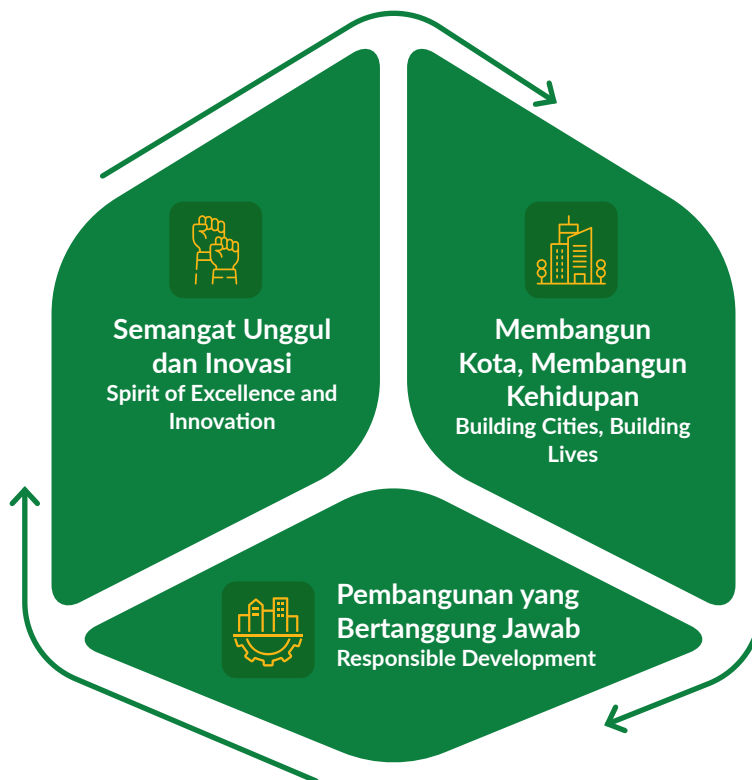 Semangat Unggul
dan Inovasi
Spirit of Excellence and
Innovation
Membangun
Kota, Membangun
Kehidupan
Building Cities, Building
Lives
Pembangunan yang
Bertanggung Jawab
Responsible Development